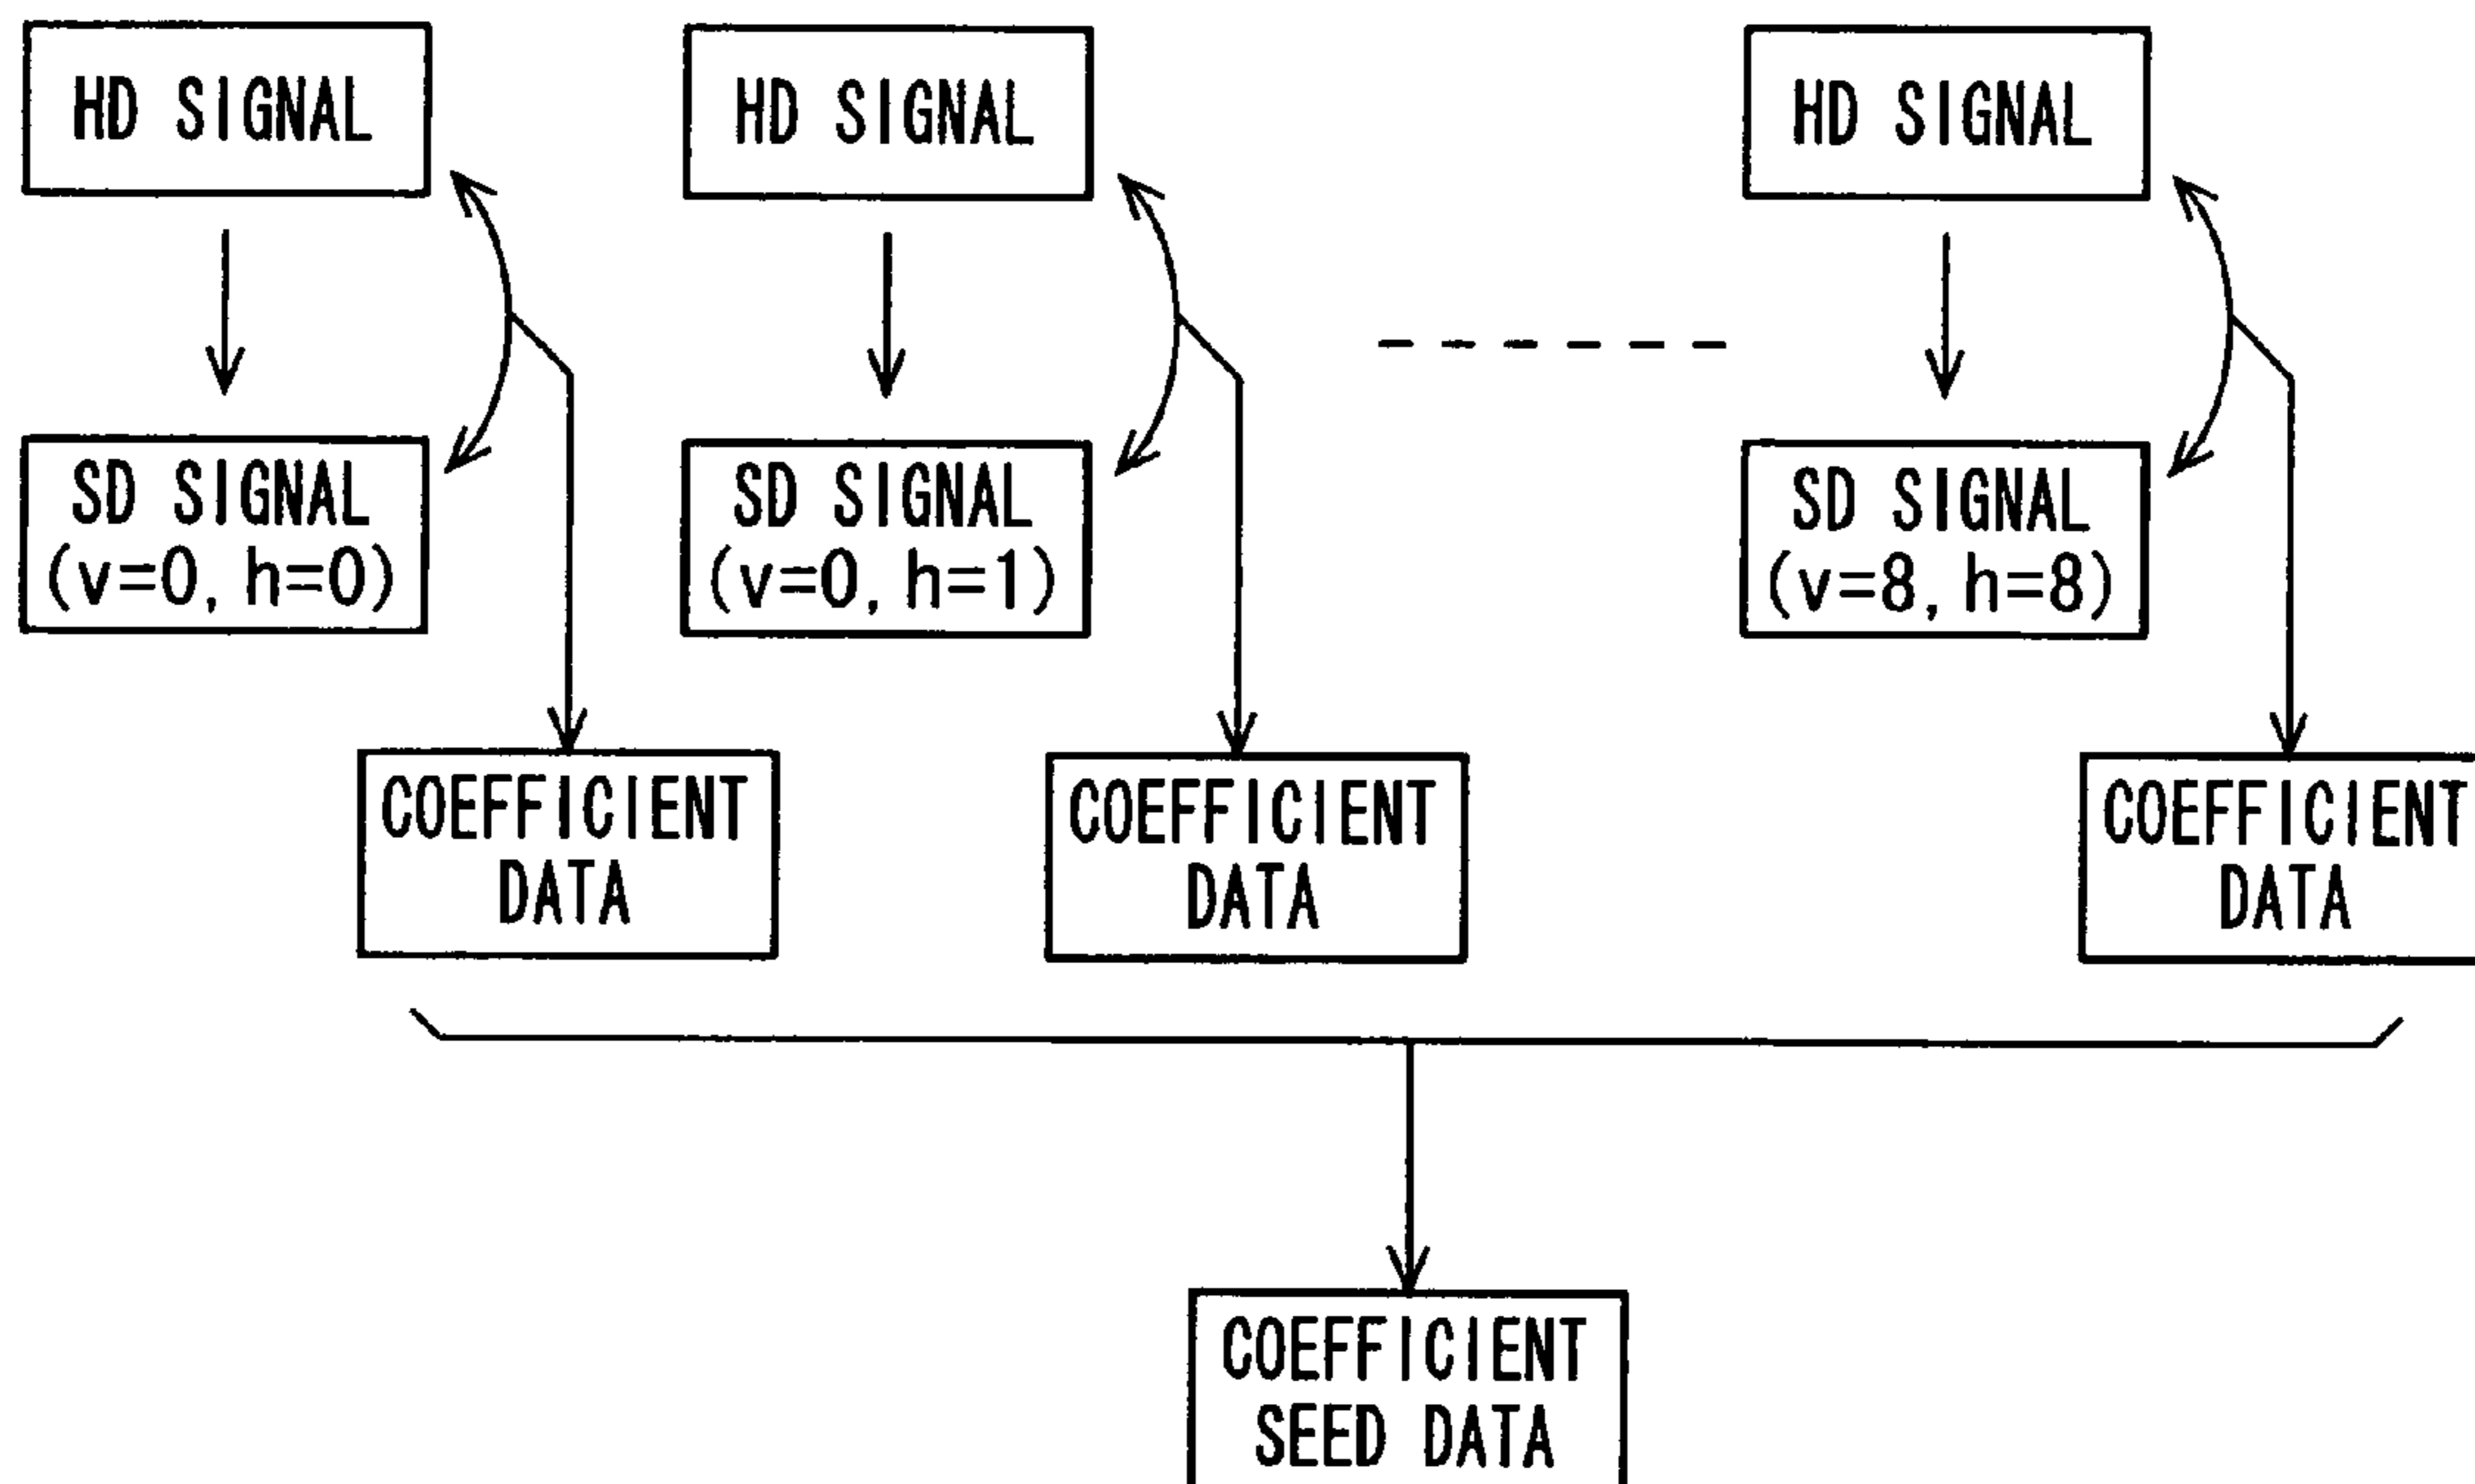 HD SIGNAL
HD SIGNAL
HD SIGNAL
SD SIGNAL
(v=0, h=0)
SD SIGNAL
(v=0, h=1)
SD SIGNAL
(v=8, h=8)
COEFFICIENT
DATA
COEFFICIENT
DATA
COEFFICIENT
DATA
COEFFICIENT
SEED DATA